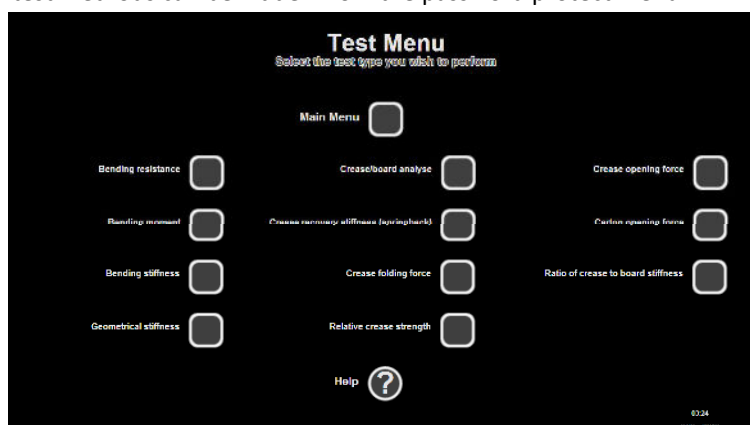 Test Menu
Select the test type you wish to perform
Main Menu
Bending resistance
Crease/board analyse
Crease opening force
Bending moment
Crease recovery stiffness (springback)
Carton opening force
Bending stiffness
Crease folding force
Ratio of crease to board stiffness
Geometrical stiffness
Relative crease strength
Help
?
03:24